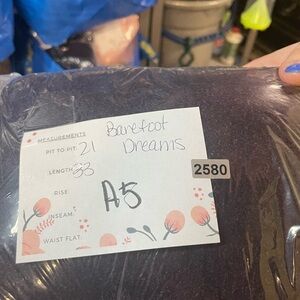 MEASUREMENTS
Barefoot
Dreams
PIT TO PIT: 21
LENGTH: 33
2580
RISE:
A5
INSEAM:
WAIST FLAT: